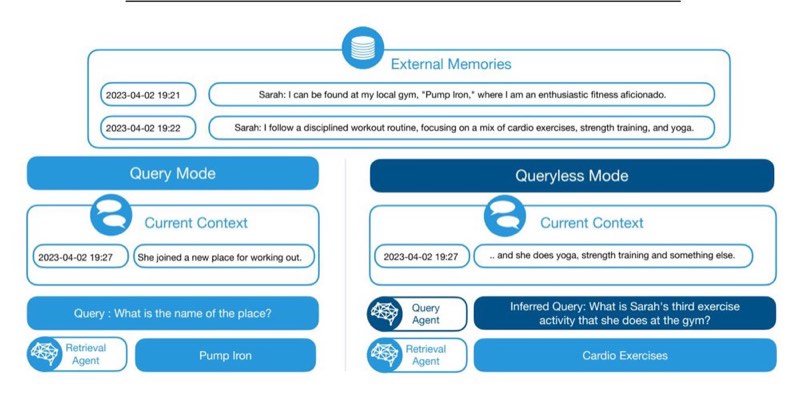 External Memories
2023-04-02 19:21
Sarah: I can be found at my local gym, "Pump Iron," where I am an enthusiastic fitness aficionado.
2023-04-02 19:22
Sarah: I follow a disciplined workout routine, focusing on a mix of cardio exercises, strength training, and yoga.
Query Mode
Current Context
2023-04-02 19:27
She joined a new place for working out.
Query : What is the name of the place?
Retrieval
Agent
Pump Iron
Queryless Mode
Current Context
2023-04-02 19:27
.. and she does yoga, strength training and something else.
Query
Agent
Inferred Query: What is Sarah's third exercise
activity that she does at the gym?
Retrieval
Agent
Cardio Exercises